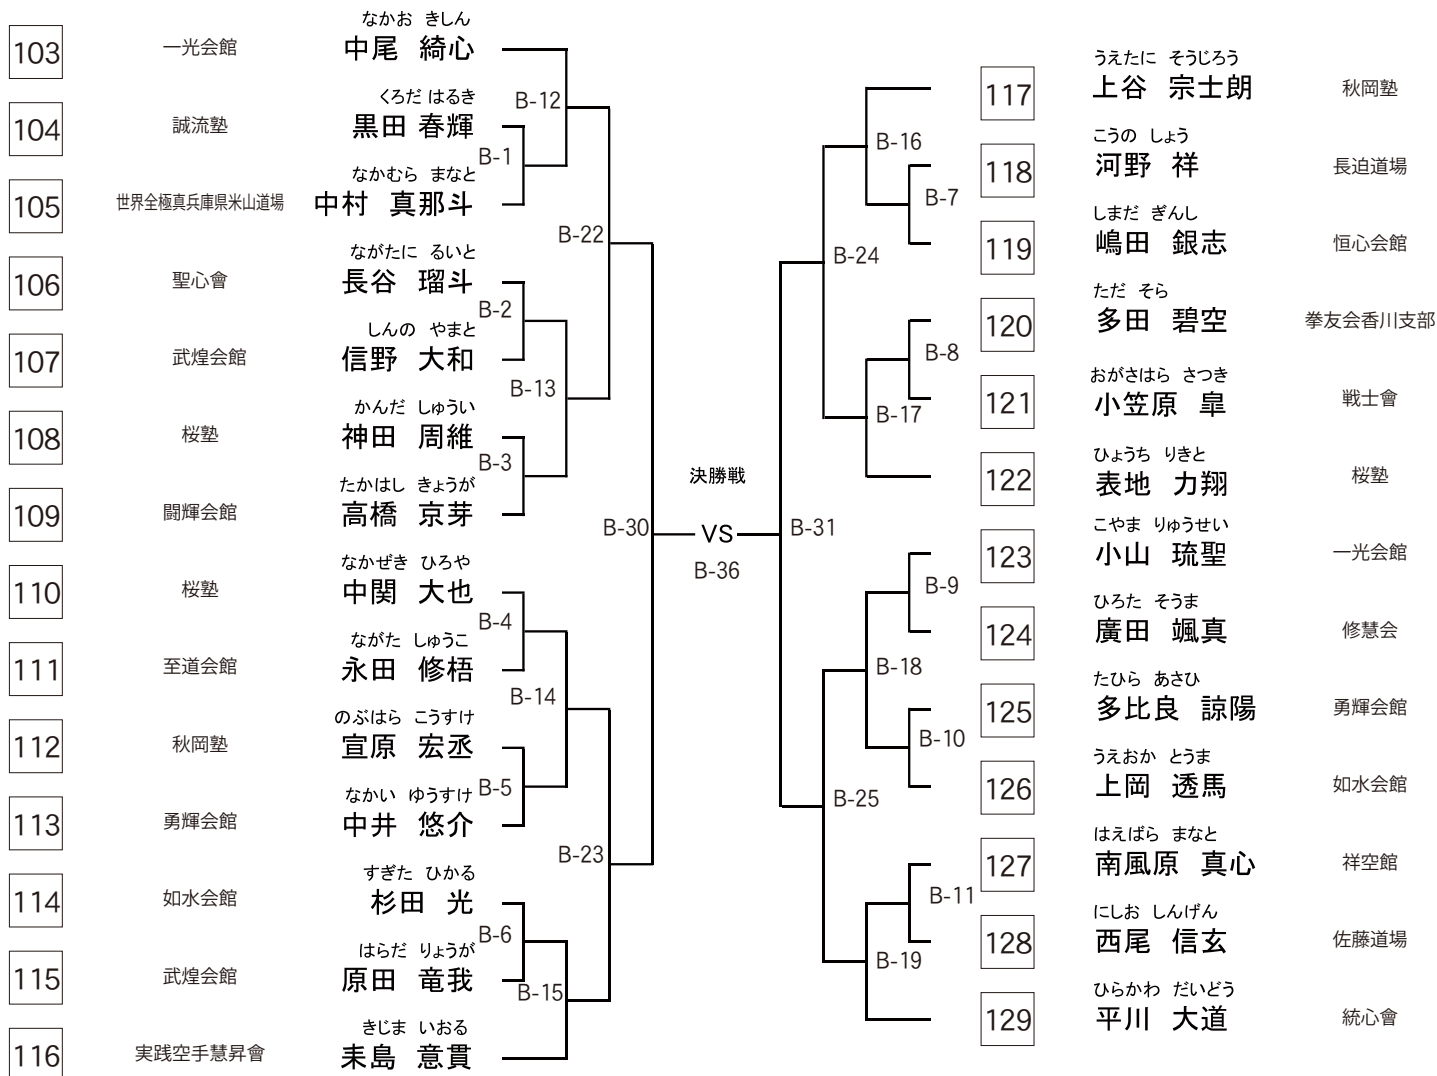 なかお きしん
103 一光会館 中尾 綺心
くろだ はるき
104 誠流塾 黒田 春輝
なかむら まなと
105 世界全極真兵庫県米山道場 中村 真那斗
ながたに るいと
106 聖心會 長谷 瑠斗
しんの やまと
107 武煌会館 信野 大和
かんだ しゅうい
108 桜塾 神田 周維
たかはし きょうが
109 闘輝会館 高橋 京芽
なかぜき ひろや
110 桜塾 中関 大也
ながた しゅうこ
111 至道会館 永田 修梧
のぶはら こうすけ
112 秋岡塾 宣原 宏丞
なかい ゆうすけ
113 勇輝会館 中井 悠介
すぎた ひかる
114 如水会館 杉田 光
はらだ りょうが
115 武煌会館 原田 竜我
きじま いおる
116 実践空手慧昇會 耒島 意貫
B-12
B-1
B-22
B-2
B-13
B-3
B-30
B-4
B-14
B-5
B-23
B-6
B-15
決勝戦
VS
B-36
B-16
B-7
B-24
B-8
B-17
B-31
B-9
B-18
B-10
B-25
B-11
B-19
うえたに そうじろう
117 上谷 宗士朗 秋岡塾
こうの しょう
118 河野 祥 長迫道場
しまだ ぎんし
119 嶋田 銀志 恒心会館
ただ そら
120 多田 碧空 拳友会香川支部
おがさはら さつき
121 小笠原 皐 戦士會
ひょうち りきと
122 表地 力翔 桜塾
こやま りゅうせい
123 小山 琉聖 一光会館
ひろた そうま
124 廣田 颯真 修慧会
たひら あさひ
125 多比良 諒陽 勇輝会館
うえおか とうま
126 上岡 透馬 如水会館
はえばら まなと
127 南風原 真心 祥空館
にしお しんげん
128 西尾 信玄 佐藤道場
ひらかわ だいどう
129 平川 大道 統心會